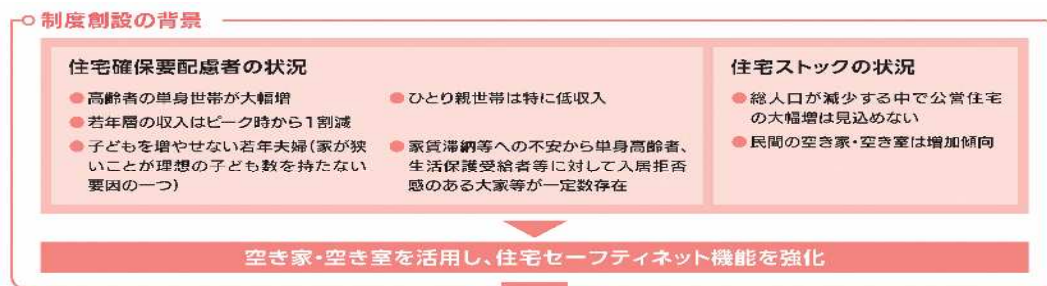 制度創設の背景
住宅確保要配慮者の状況
●高齢者の単身世帯が大幅増
●若年層の収入はピーク時から1割減
●子どもを増やせない若年夫婦(家が狭
いことが理想の子ども数を持たない
要因の一つ)
●ひとり親世帯は特に低収入
●家賃滞納等への不安から単身高齢者、
生活保護受給者等に対して入居拒否
感のある大家等が一定数存在
住宅ストックの状況
●総人口が減少する中で公営住宅
の大幅増は見込めない
●民間の空き家・空き室は増加傾向
空き家・空き室を活用し、住宅セーフティネット機能を強化